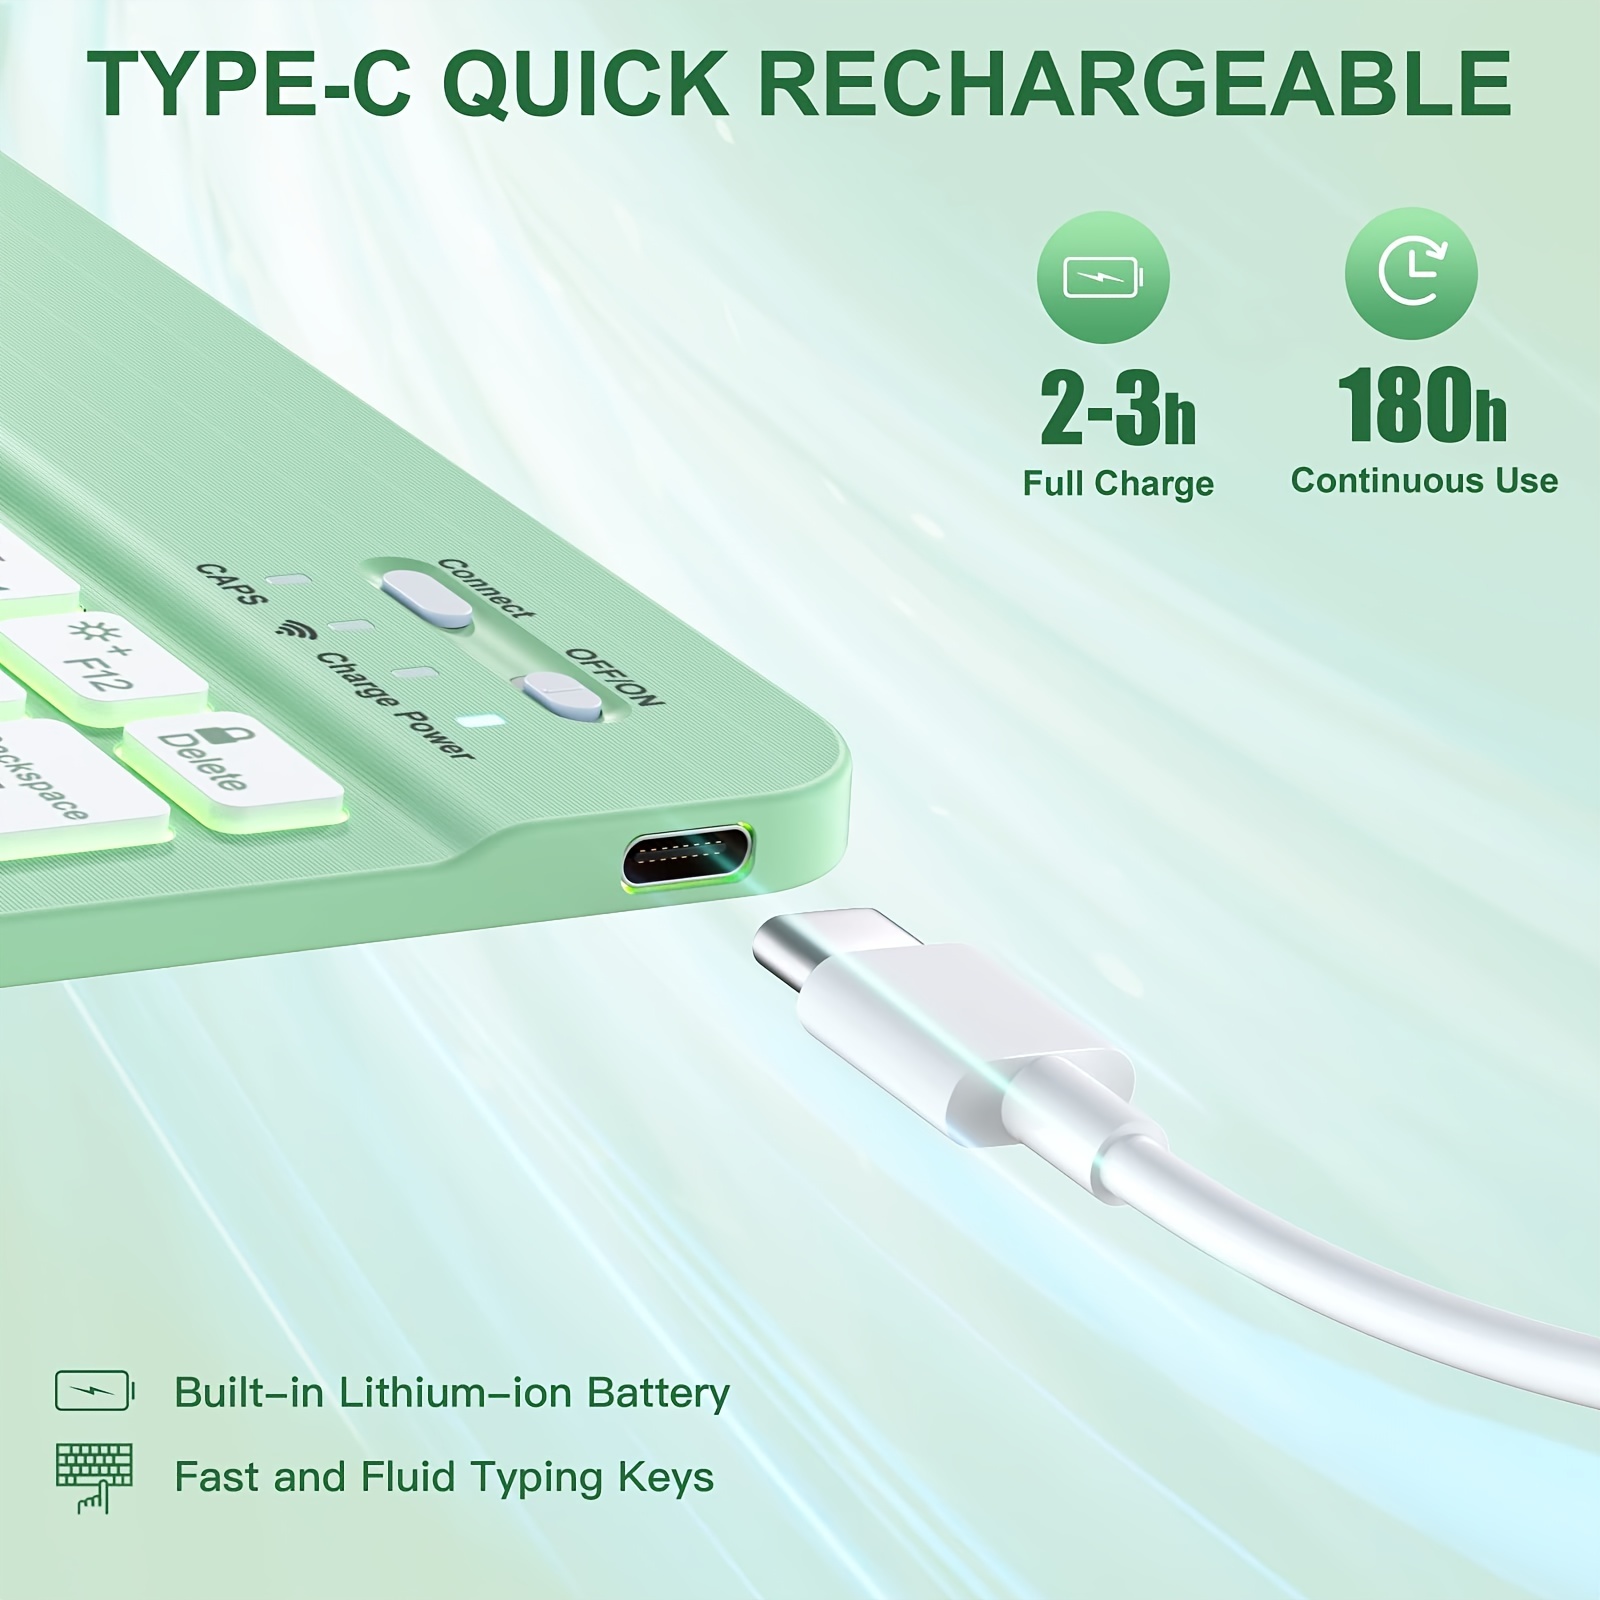 TYPE-C QUICK RECHARGEABLE
2-3h
Full Charge
180h
Continuous Use
Connect
OFF/ON
CAPS
Charge
Power
F12
Delete
Built-in Lithium-ion Battery
Fast and Fluid Typing Keys